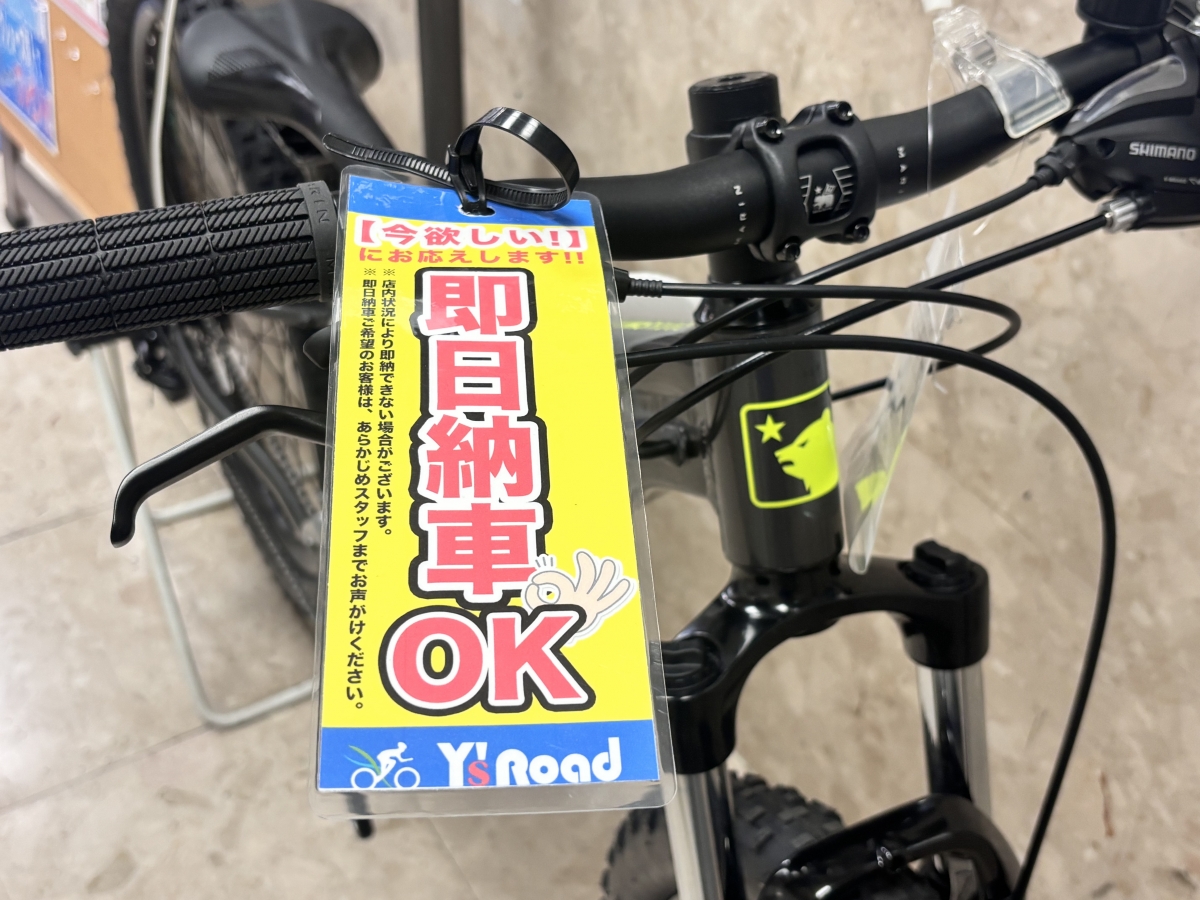 【今欲しい!】
にお応えします!!
即日納車
OK
※店内状況により即納できない場合がございます。
※即日納車ご希望のお客様は、あらかじめスタッフまでお声がけください。
Y's Road
MARIN
SHIMANO